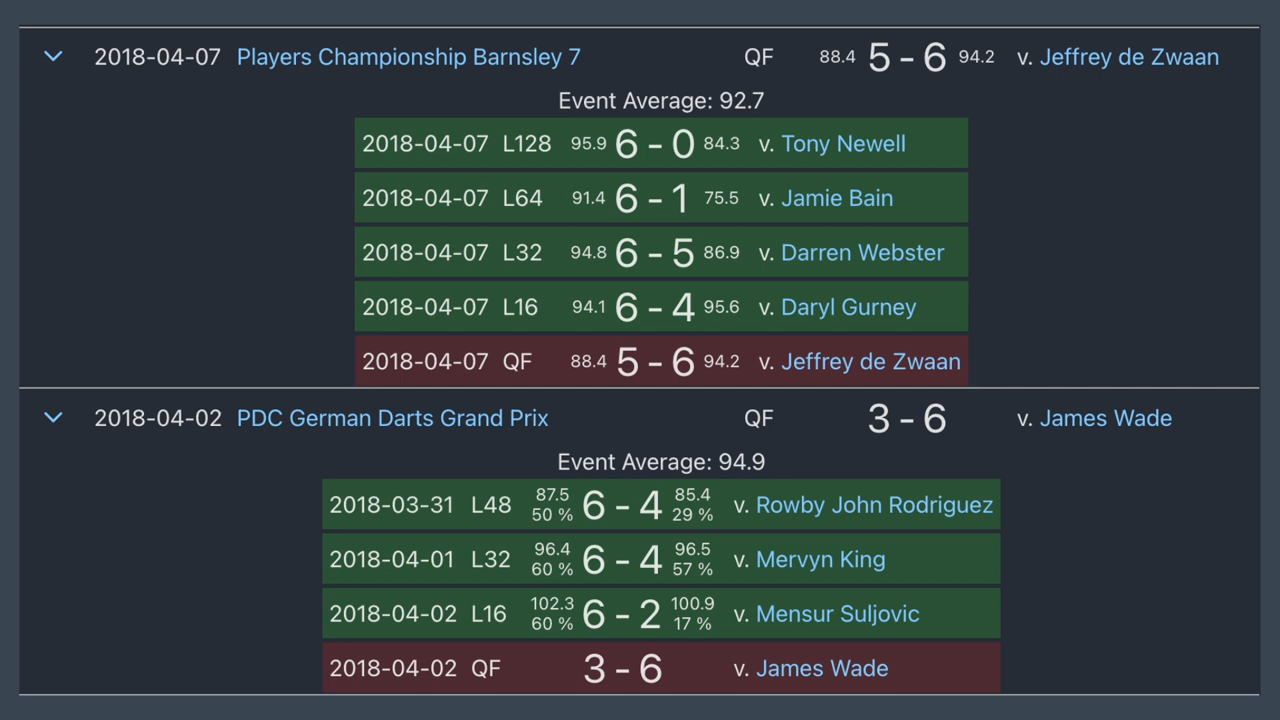 2018-04-07 Players Championship Barnsley 7 QF 88.4 5 - 6 94.2 v. Jeffrey de Zwaan
Event Average: 92.7
2018-04-07 L128 95.9 6 - 0 84.3 v. Tony Newell
2018-04-07 L64 91.4 6 - 1 75.5 v. Jamie Bain
2018-04-07 L32 94.8 6 - 5 86.9 v. Darren Webster
2018-04-07 L16 94.1 6 - 4 95.6 v. Daryl Gurney
2018-04-07 QF 88.4 5 - 6 94.2 v. Jeffrey de Zwaan
2018-04-02 PDC German Darts Grand Prix QF 3 - 6 v. James Wade
Event Average: 94.9
2018-03-31 L48 87.5 50 % 6 - 4 85.4 29 % v. Rowby John Rodriguez
2018-04-01 L32 96.4 60 % 6 - 4 96.5 57 % v. Mervyn King
2018-04-02 L16 102.3 60 % 6 - 2 100.9 17 % v. Mensur Suljovic
2018-04-02 QF 3 - 6 v. James Wade